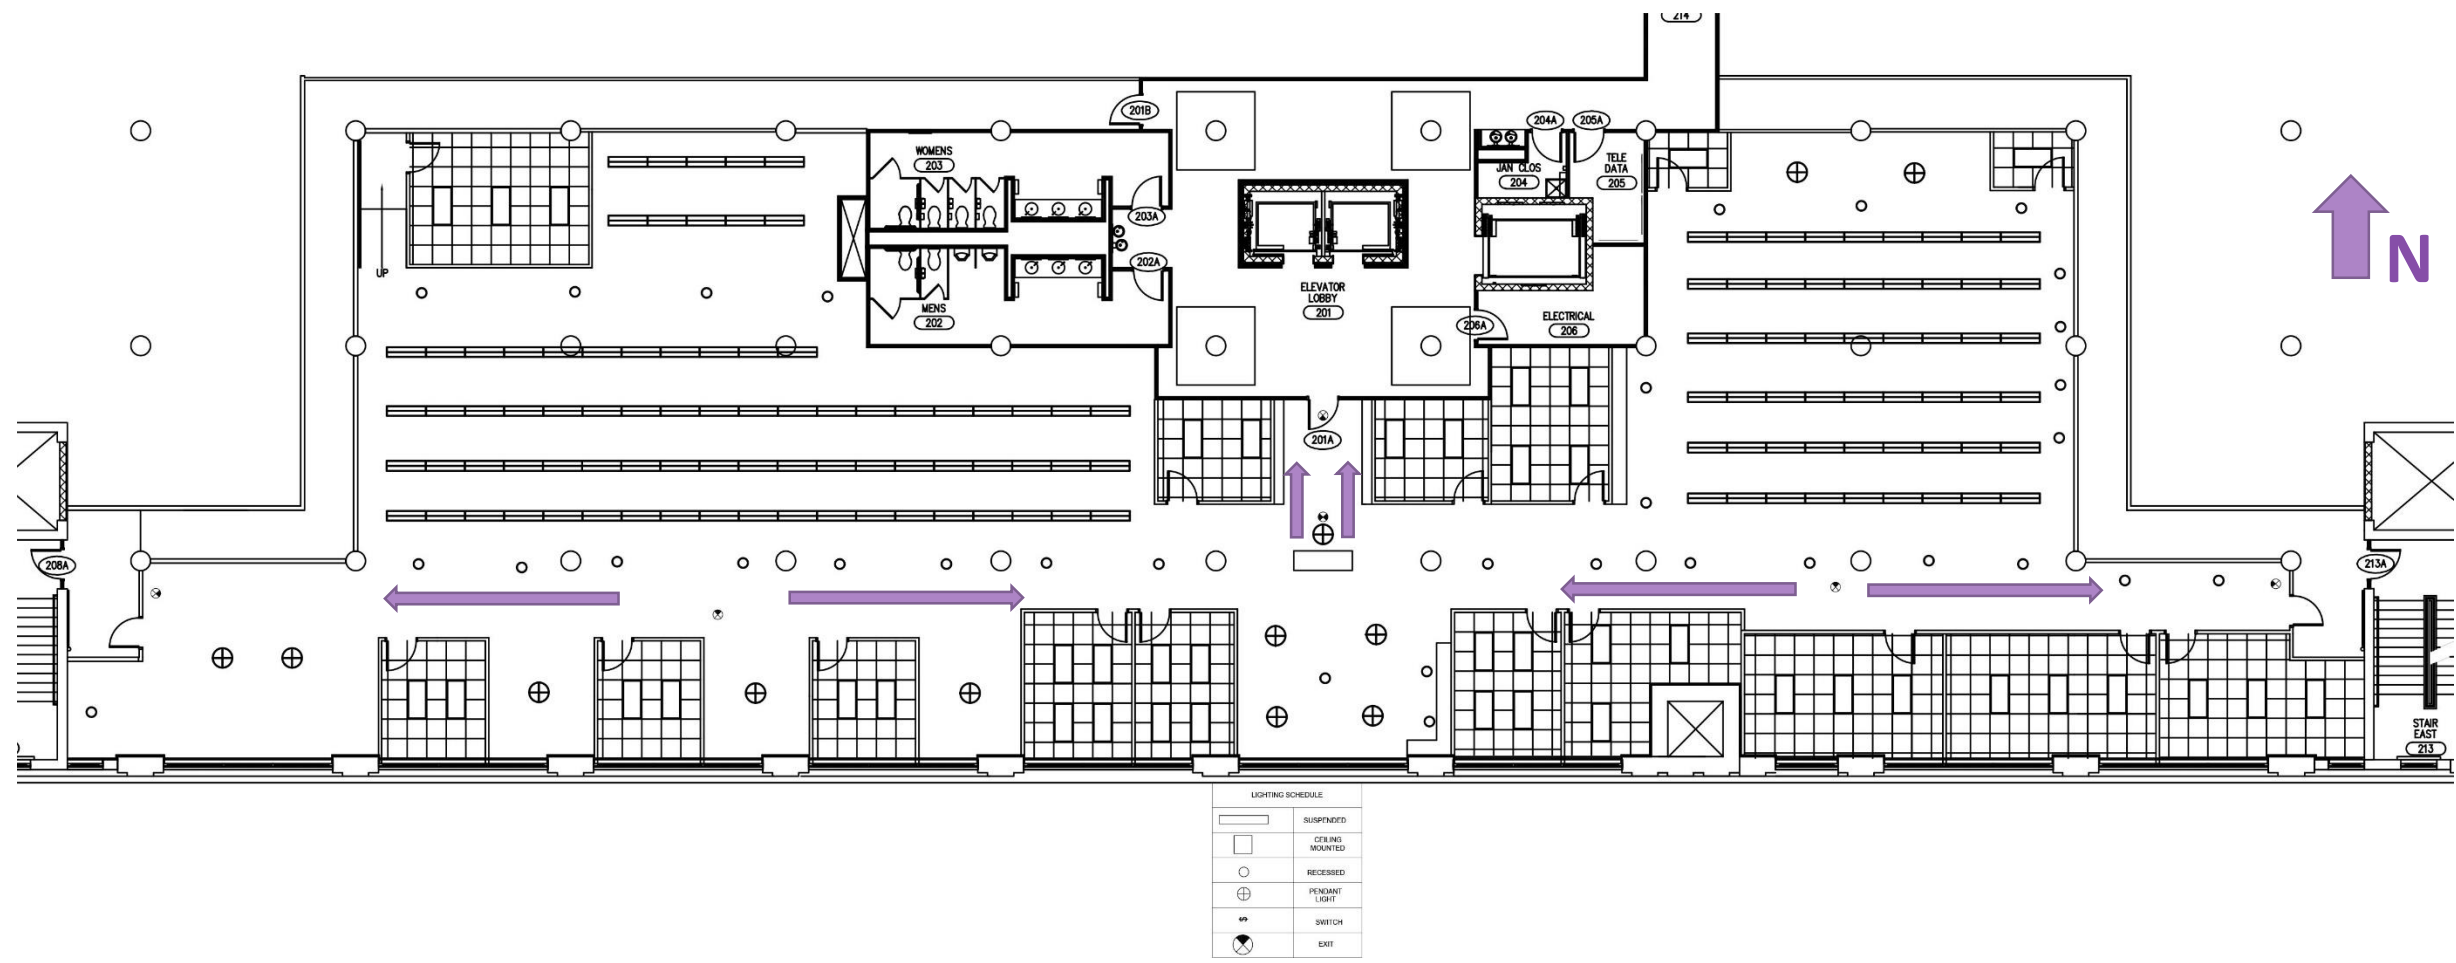 214
201B
204A
205A
WOMENS
203
JAN CLOS
204
TELE
DATA
205
203A
202A
UP
N
ELEVATOR
LOBBY
201
MENS
202
ELECTRICAL
206
206A
201A
208A
213A
STAIR
EAST
213
LIGHTING SCHEDULE
SUSPENDED
CEILING
MOUNTED
RECESSED
PENDANT
LIGHT
$ SWITCH
EXIT